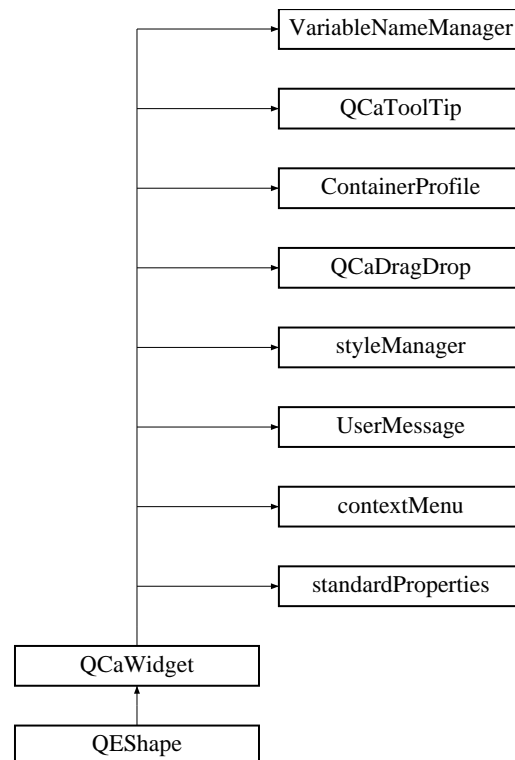 VariableNameManager
QCaToolTip
ContainerProfile
QCaDragDrop
styleManager
UserMessage
contextMenu
standardProperties
QCaWidget
QEShape